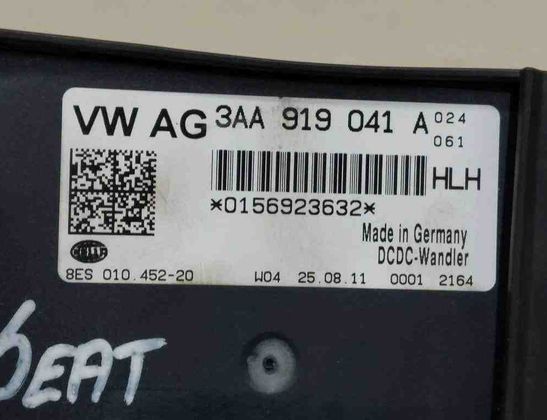 VW AG 3AA 919 041 A 024
061
HLH
*0156923632*
Made in Germany
DCDC-Wandler
HELLA
8ES 010.452-20 W04 25.08.11 0001 2164
SEAT